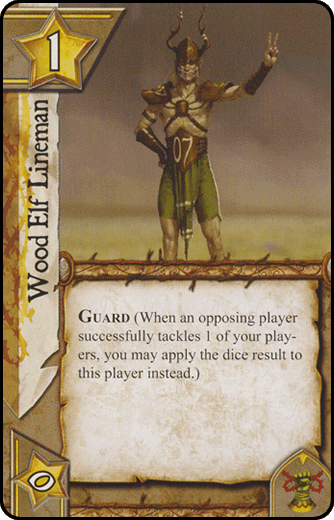 1
Wood Elf Lineman
07
GUARD (When an opposing player
successfully tackles 1 of your play-
ers, you may apply the dice result to
this player instead.)
0